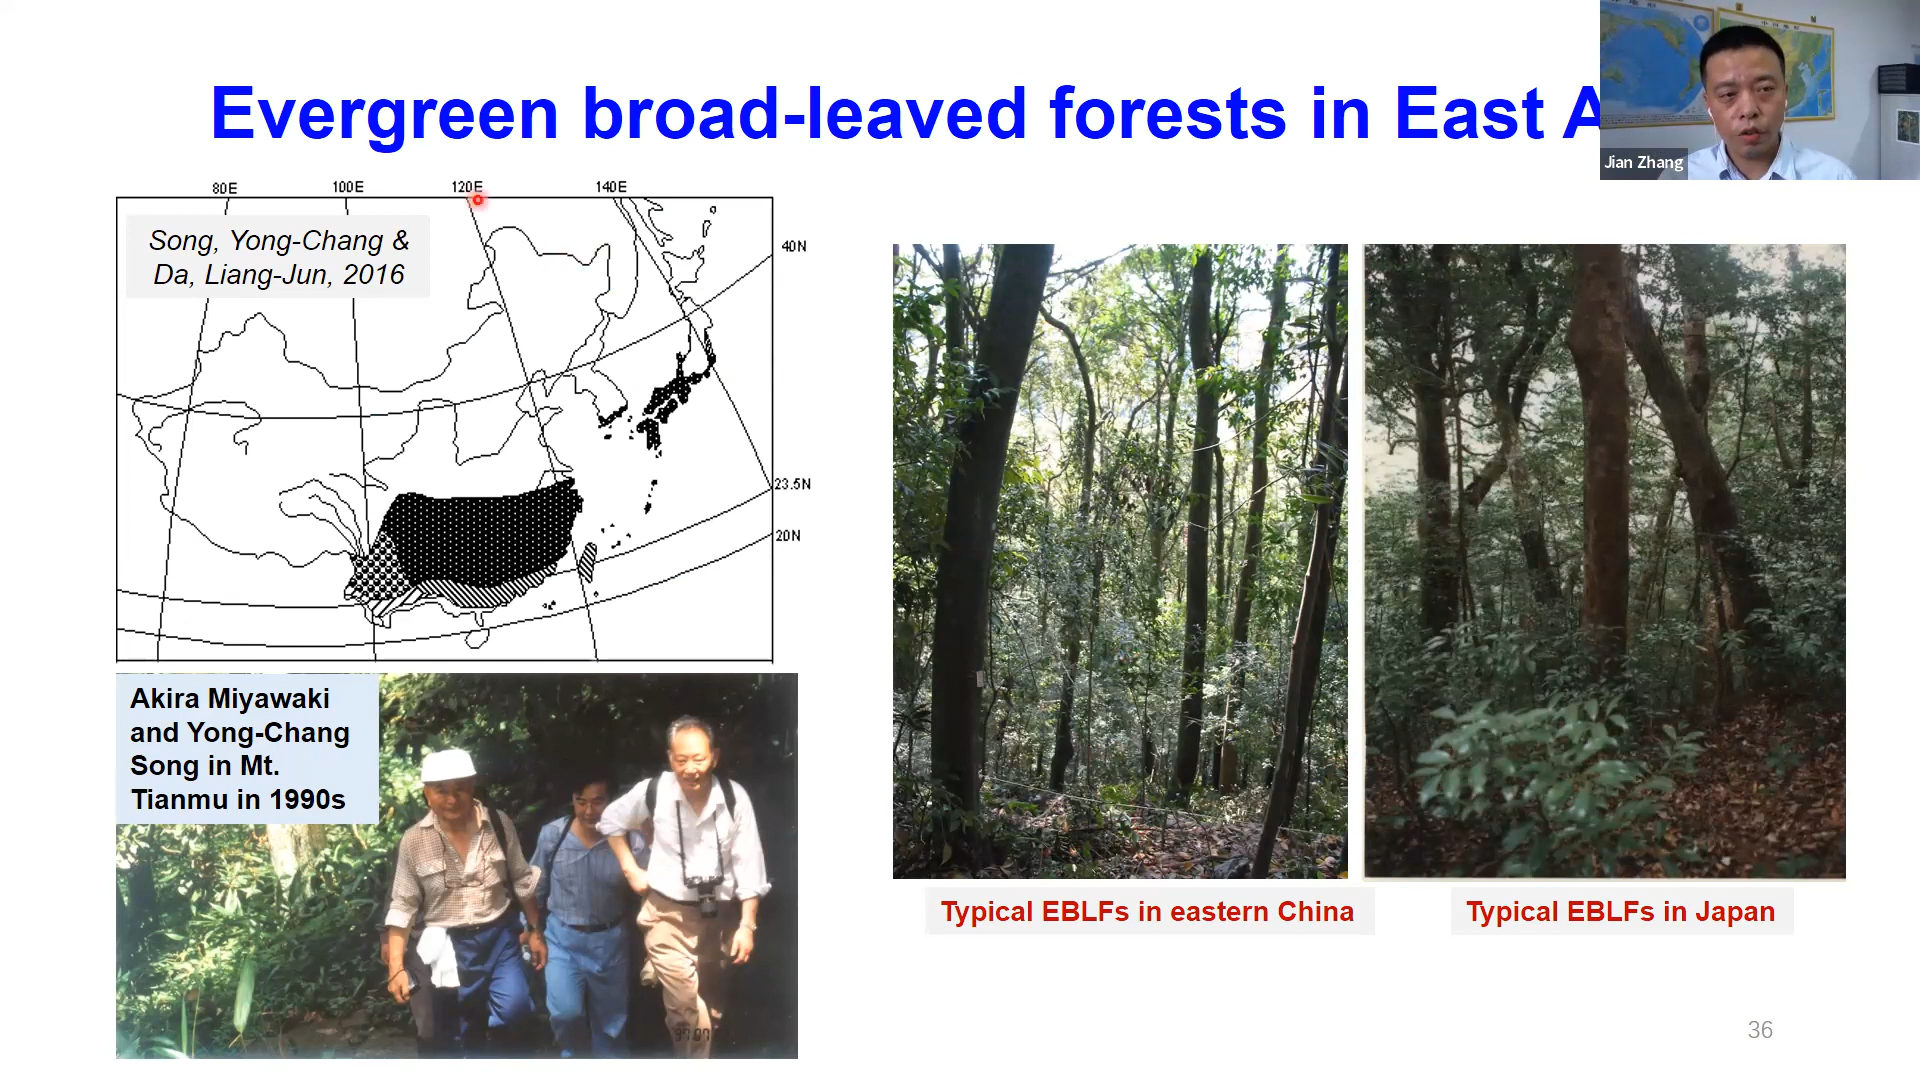 Evergreen broad-leaved forests in East A
Jian Zhang
80E
100E
120E
140E
Song, Yong-Chang &
Da, Liang-Jun, 2016
40N
23.5N
20N
Akira Miyawaki
and Yong-Chang
Song in Mt.
Tianmu in 1990s
Typical EBLFs in eastern China
Typical EBLFs in Japan
36